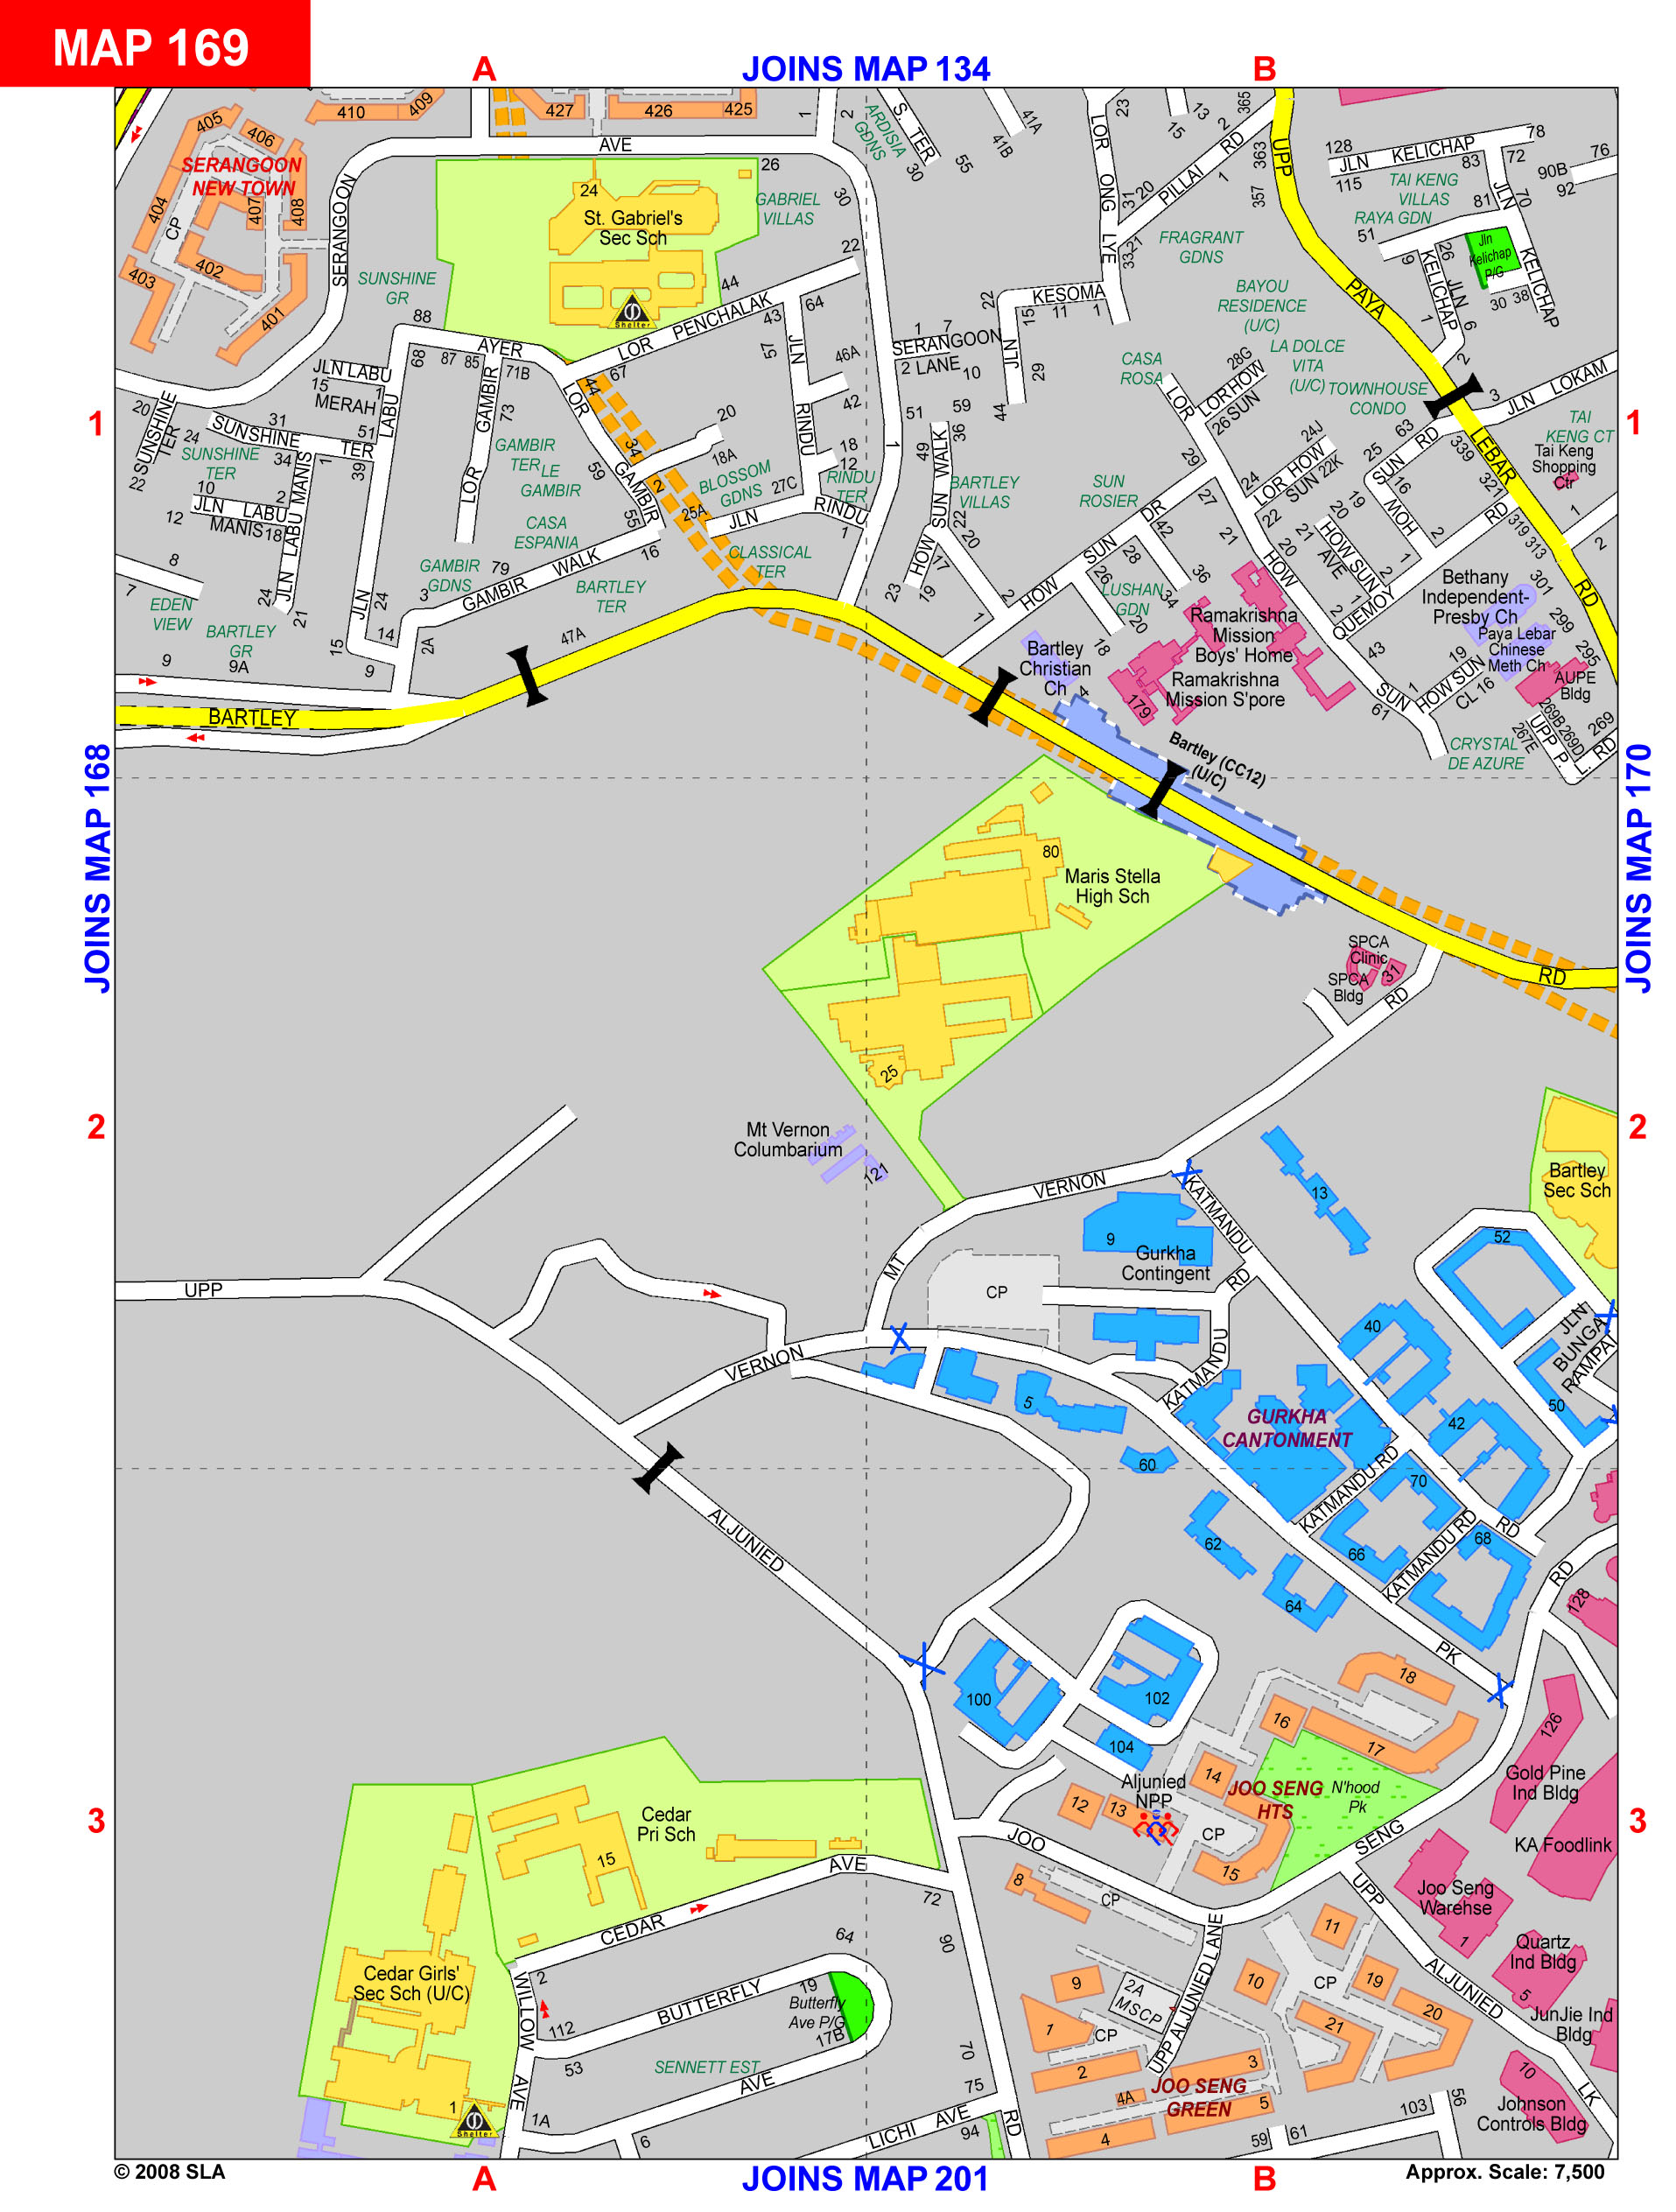 MAP 169
A
JOINS MAP 134
B
405
406
410
409
427
426
425
1
2
ARDISIA
GDNS
S. TER
30
55
41A
41B
23
LOR
ONG
LYE
13
15
2
365
363
357
UPP
PILLAI RD
20
1
31
3321
128
JLN KELICHAP
78
83
72
115
TAI KENG
VILLAS
81
70
90B
92
76
JLN
KELICHAP
RAYA GDN
51
Jln
Kelichap
P/G
30
38
SERANGOON
NEW TOWN
404
CP
407
408
402
403
401
SERANGOON
AVE
24
St. Gabriel's
Sec Sch
Shelter
26
GABRIEL
VILLAS
30
22
44
SUNSHINE
GR
88
FRAGRANT
GDNS
BAYOU
RESIDENCE
(U/C)
PAYA
9
26
KELICHAP
JLN
6
1
2
AYER
68
87
85
71B
LOR PENCHALAK
43
64
67
57
JLN
RINDU
46A
42
22
KESOMA
15
11
1
JLN
29
44
1
7
SERANGOON
2 LANE
10
CASA
ROSA
28G
LOR HOW
26 SUN
LA DOLCE
VITA
(U/C)
TOWNHOUSE
CONDO
3
JLN LOKAM
TAI
KENG CT
Tai Keng
Shopping
Ctr
1
JLN LABU
15
MERAH
1
LABU
20
SUNSHINE
TER
24
22
22
31
SUNSHINE
TER
34
1
51
39
SUNSHINE
TER
10
2
JLN LABU
MANIS
18
12
JLN LABU MANIS
LOR GAMBIR
73
GAMBIR
TER
LE
GAMBIR
CASA
ESPANIA
LOR
GAMBIR
44
34
59
55
2
25A
20
18A
BLOSSOM
GDNS
27C
18
12
RINDU
TER
JLN RINDU
1
51
59
49
36
22
HOW SUN WALK
BARTLEY
VILLAS
SUN
ROSIER
LOR
29
27
24
24J
LOR HOW
SUN 22K
22
21
63
25
SUN RD
16
19
20
21
MOH
2
339
LEBAR
321
RD
319
313
1
2
8
7
EDEN
VIEW
24
21
BARTLEY
GR
GAMBIR
GDNS
79
3
GAMBIR WALK
16
BARTLEY
TER
CLASSICAL
TER
23
19
17
20
2
1
HOW SUN DR
42
28
26
36
LUSHAN
GDN
34
20
18
20
HOW
HOW SUN
AVE
2
1
QUEMOY
Ramakrishna
Mission
Boys' Home
Ramakrishna
Mission S'pore
179
Bartley
Christian
Ch
4
Bethany
Independent-
Presby Ch
Paya Lebar
Chinese
Meth Ch
301
299
RD
295
AUPE
Bldg
43
SUN
61
19
1
HOW SUN
CL 16
CRYSTAL
DE AZURE
269B
267E
269D
269
UPP P. L. RD
JLN
24
15
14
9
2A
47A
9
9A
BARTLEY
Bartley (CC12)
(U/C)
JOINS MAP 168
JOINS MAP 170
80
Maris Stella
High Sch
25
SPCA
Clinic
31
SPCA
Bldg
RD
RD
2
2
Mt Vernon
Columbarium
121
Bartley
Sec Sch
UPP
MT
VERNON
9
Gurkha
Contingent
CP
KATMANDU
RD
KATMANDU
KATMANDU
13
52
40
JLN
BUNGA
RAMPAI
50
VERNON
5
60
GURKHA
CANTONMENT
42
KATMANDU RD
70
66
KATMANDU RD
68
RD
62
64
ALJUNIED
PK
RD
128
100
102
104
18
16
17
14
12
13
Aljunied
NPP
CP
JOO SENG
HTS
N'hood
Pk
15
126
Gold Pine
Ind Bldg
KA Foodlink
3
3
Cedar
Pri Sch
15
CEDAR AVE
72
90
JOO
SENG
8
CP
Joo Seng
Warehse
1
Quartz
Ind Bldg
5
UPP ALJUNIED LK
Cedar Girls'
Sec Sch (U/C)
1
Shelter
WILLOW AVE
2
112
53
1A
BUTTERFLY AVE
19
64
Butterfly
Ave P/G
17B
SENNETT EST
6
70
75
LICHI AVE
94
RD
9
2A
MSCP
1
CP
2
UPP ALJUNIED LANE
4A
3
5
4
JOO SENG
GREEN
11
10
CP
19
20
21
JunJie Ind
Bldg
10
Johnson
Controls Bldg
59
61
103
56
© 2008 SLA
A
JOINS MAP 201
B
Approx. Scale: 7,500